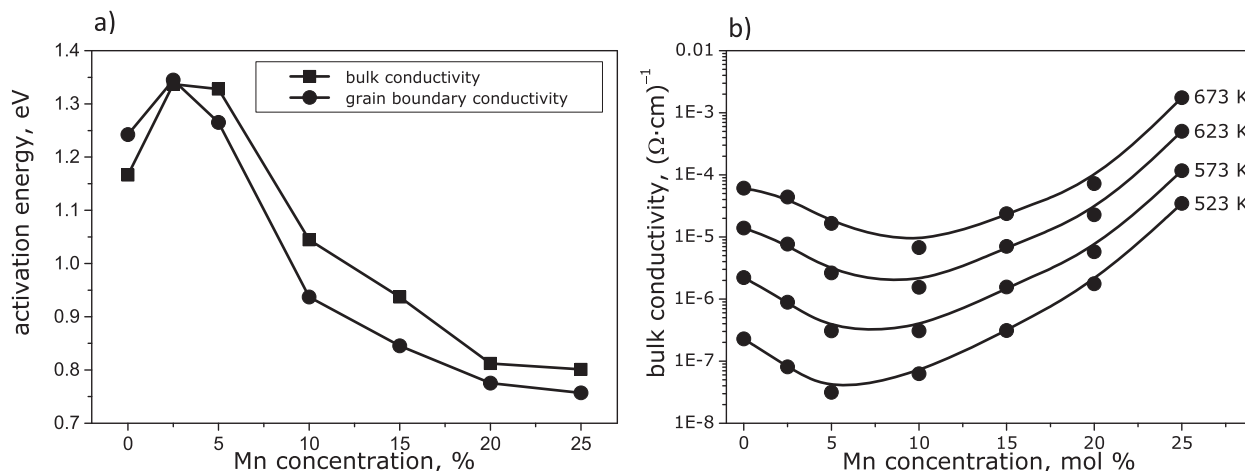 a)
1.4
1.3
1.2
1.1
1.0
0.9
0.8
0.7
activation energy, eV
bulk conductivity
grain boundary conductivity
0 5 10 15 20 25
Mn concentration, %
b)
0.01
1E-3
1E-4
1E-5
1E-6
1E-7
1E-8
bulk conductivity, (Ω·cm)⁻¹
673 K
623 K
573 K
523 K
0 5 10 15 20 25
Mn concentration, mol %